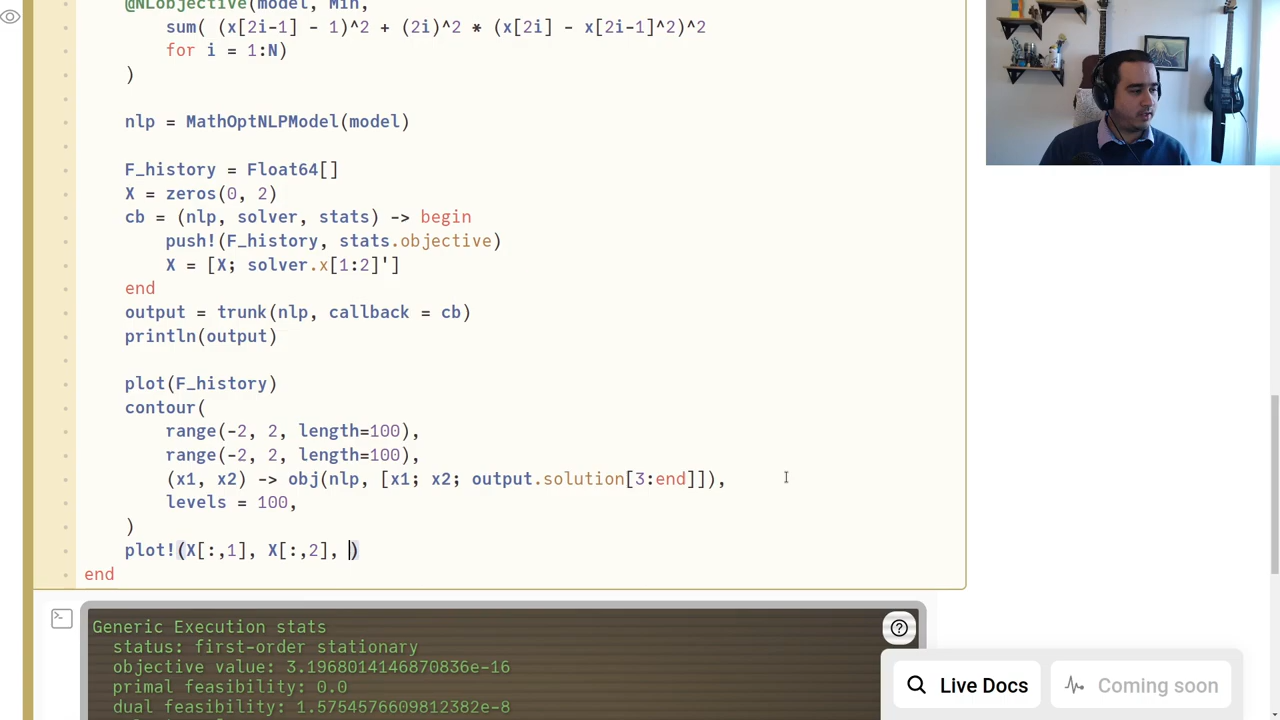 @NLobjective(model, Min,
sum( (x[2i-1] - 1)^2 + (2i)^2 * (x[2i] - x[2i-1]^2)^2
for i = 1:N)
)
nlp = MathOptNLPModel(model)
F_history = Float64[]
X = zeros(0, 2)
cb = (nlp, solver, stats) -> begin
push!(F_history, stats.objective)
X = [X; solver.x[1:2]']
end
output = trunk(nlp, callback = cb)
println(output)
plot(F_history)
contour(
range(-2, 2, length=100),
range(-2, 2, length=100),
(x1, x2) -> obj(nlp, [x1; x2; output.solution[3:end]]),
levels = 100,
)
plot!(X[:,1], X[:,2], )
end
Generic Execution stats
status: first-order stationary
objective value: 3.1968014146870836e-16
primal feasibility: 0.0
dual feasibility: 1.5754576609812382e-8
Live Docs
Coming soon